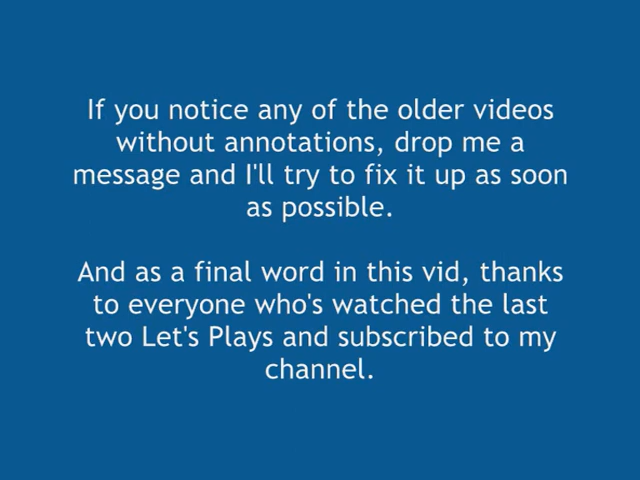 If you notice any of the older videos
without annotations, drop me a
message and I'll try to fix it up as soon
as possible.
And as a final word in this vid, thanks
to everyone who's watched the last
two Let's Plays and subscribed to my
channel.